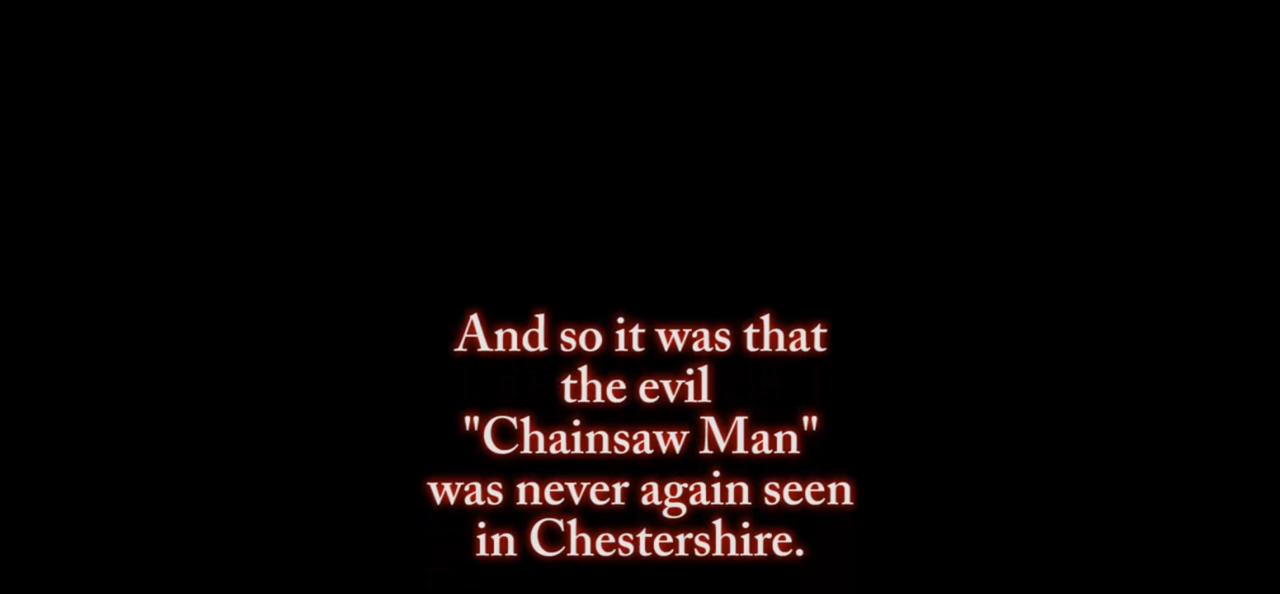 And so it was that
the evil
"Chainsaw Man"
was never again seen
in Chestershire.